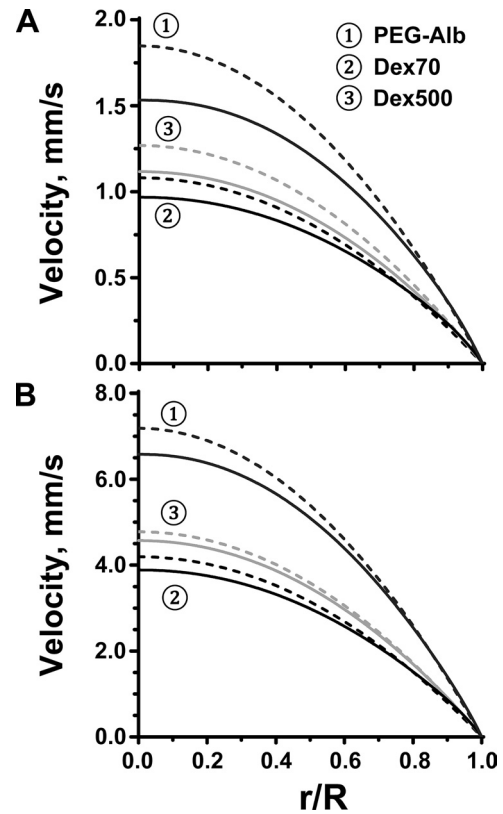 A
2.0
① PEG-Alb
② Dex70
③ Dex500
①
1.5
③
1.0
②
0.5
0.0
Velocity, mm/s
B
8.0
①
6.0
③
4.0
②
2.0
0.0
Velocity, mm/s
0.0 0.2 0.4 0.6 0.8 1.0
r/R